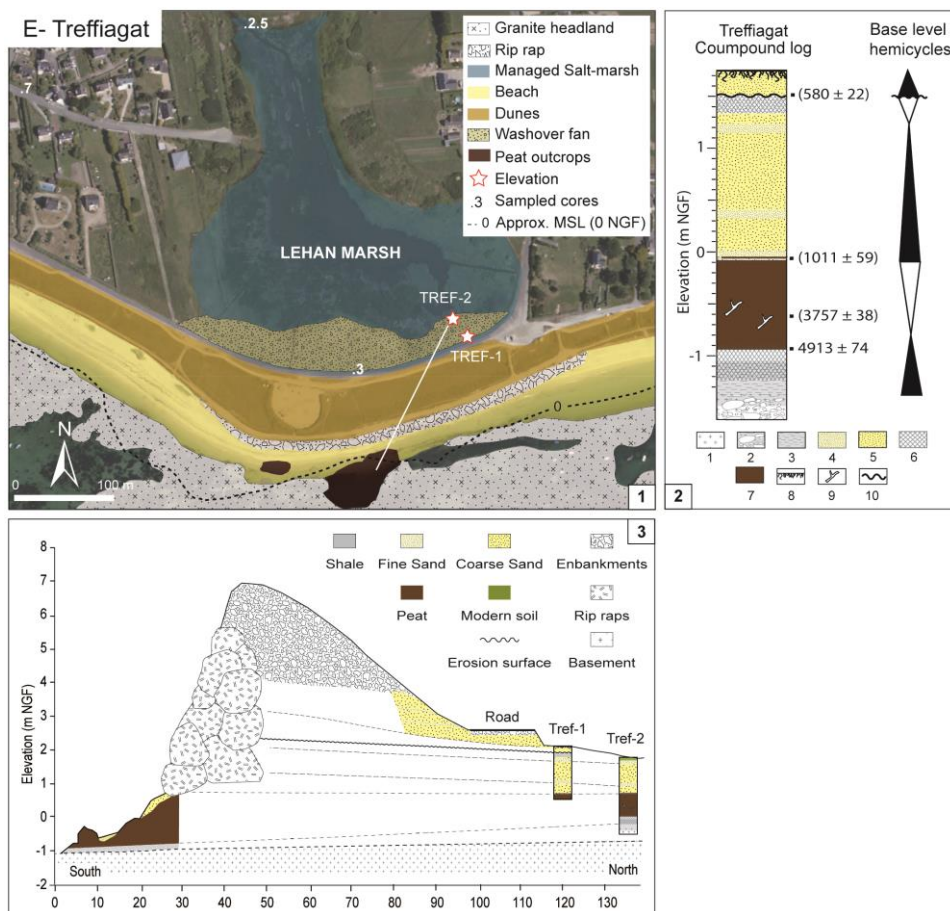 E- Treffiagat
.2.5
7
Granite headland
Rip rap
Managed Salt-marsh
Beach
Dunes
Washover fan
Peat outcrops
Elevation
.3 Sampled cores
0 Approx. MSL (0 NGF)
LEHAN MARSH
TREF-2
TREF-1
.3
0
N
0 100 m
1
Treffiagat
Coumpound log
Base level
hemicycles
(580 ± 22)
1
Elevation (m NGF)
0
(1011 ± 59)
(3757 ± 38)
4913 ± 74
-1
1 2 3 4 5 6
7 8 9 10
2
3
8
7
6
5
4
3
2
1
0
-1
-2
Elevation (m NGF)
Shale Fine Sand Coarse Sand Enbankments
Peat Modern soil Rip raps
Erosion surface Basement
Road
Tref-1
Tref-2
South North
0 10 20 30 40 50 60 70 80 90 100 110 120 130